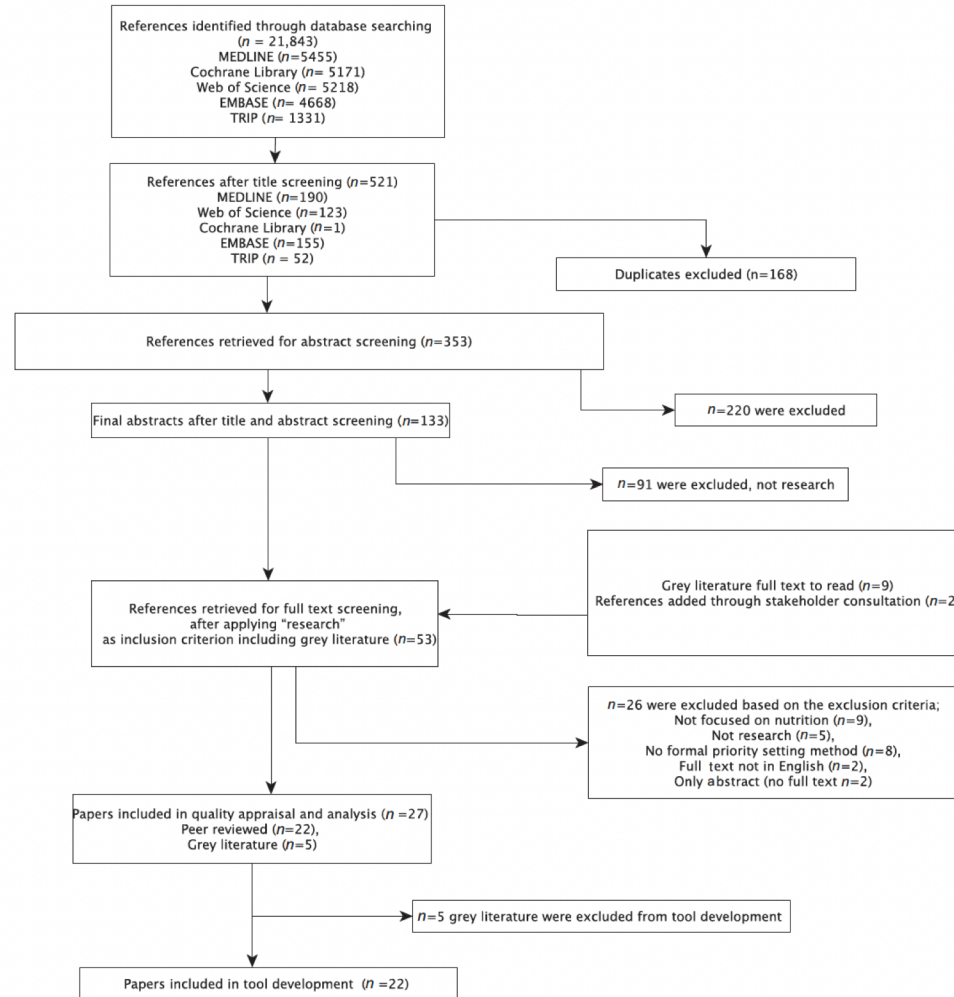 References identified through database searching
(n = 21,843)
MEDLINE (n=5455)
Cochrane Library (n= 5171)
Web of Science (n= 5218)
EMBASE (n= 4668)
TRIP (n= 1331)
References after title screening (n=521)
MEDLINE (n=190)
Web of Science (n=123)
Cochrane Library (n=1)
EMBASE (n=155)
TRIP (n = 52)
Duplicates excluded (n=168)
References retrieved for abstract screening (n=353)
n=220 were excluded
Final abstracts after title and abstract screening (n=133)
n=91 were excluded, not research
Grey literature full text to read (n=9)
References added through stakeholder consultation (n=2
References retrieved for full text screening,
after applying “research”
as inclusion criterion including grey literature (n=53)
n=26 were excluded based on the exclusion criteria;
Not focused on nutrition (n=9),
Not research (n=5),
No formal priority setting method (n=8),
Full text not in English (n=2),
Only abstract (no full text n=2)
Papers included in quality appraisal and analysis (n =27)
Peer reviewed (n=22),
Grey literature (n=5)
n=5 grey literature were excluded from tool development
Papers included in tool development (n =22)